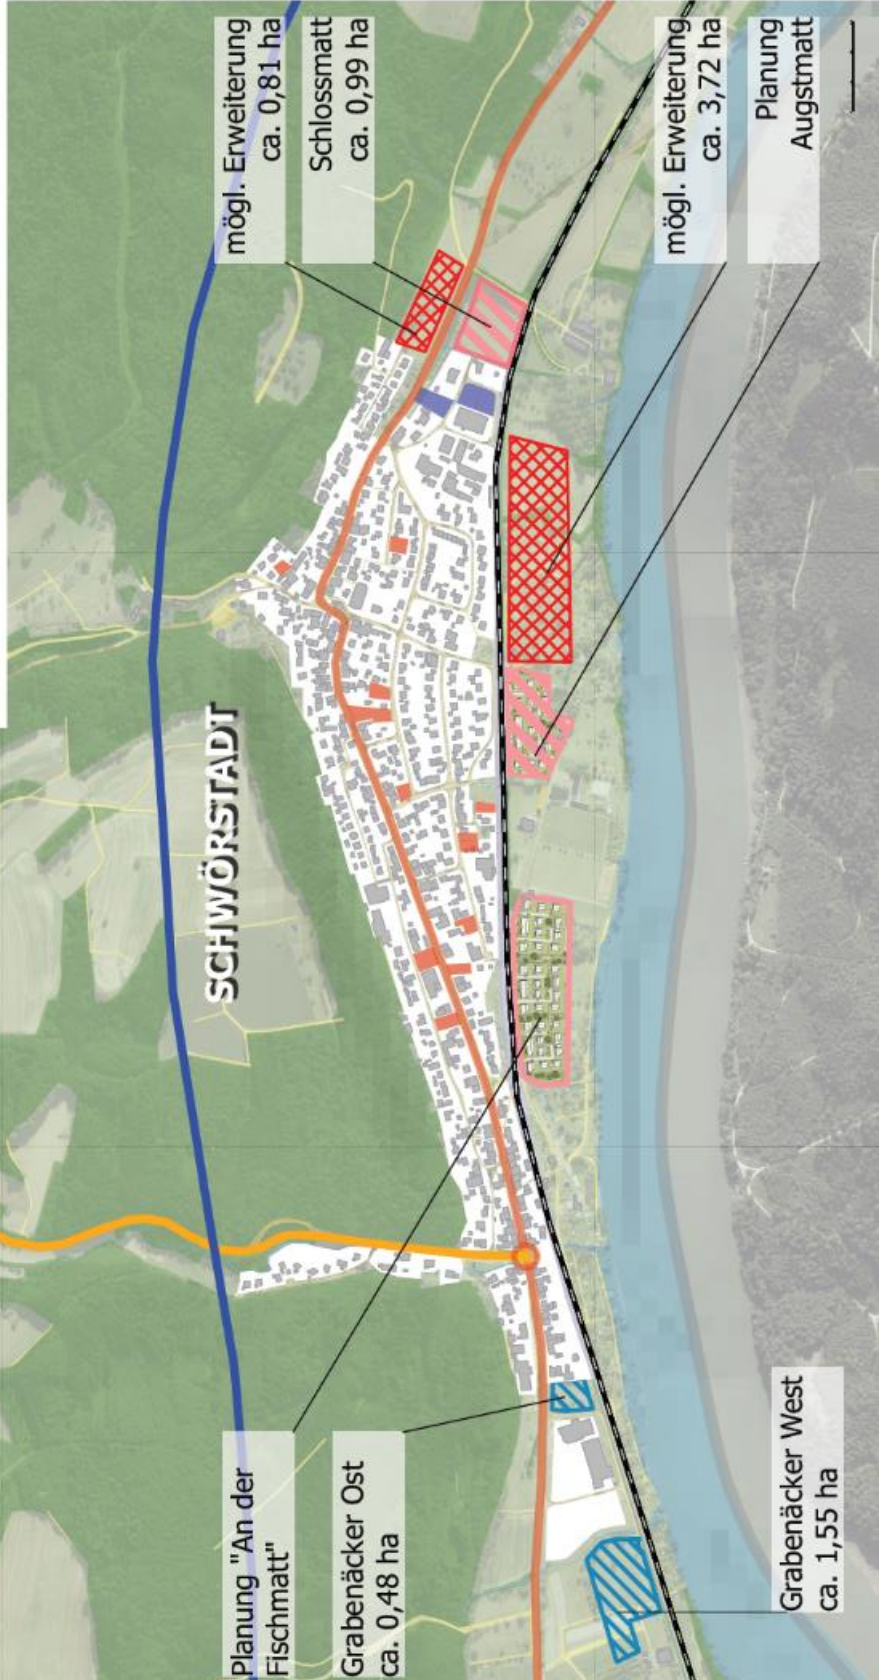 mögl. Erweiterung
ca. 0,81 ha
Schlossmatt
ca. 0,99 ha
mögl. Erweiterung
ca. 3,72 ha
Planung
Augstmatt
SCHWÖRSTADT
Planung "An der
Fischmatt"
Grabenäcker Ost
ca. 0,48 ha
Grabenäcker West
ca. 1,55 ha